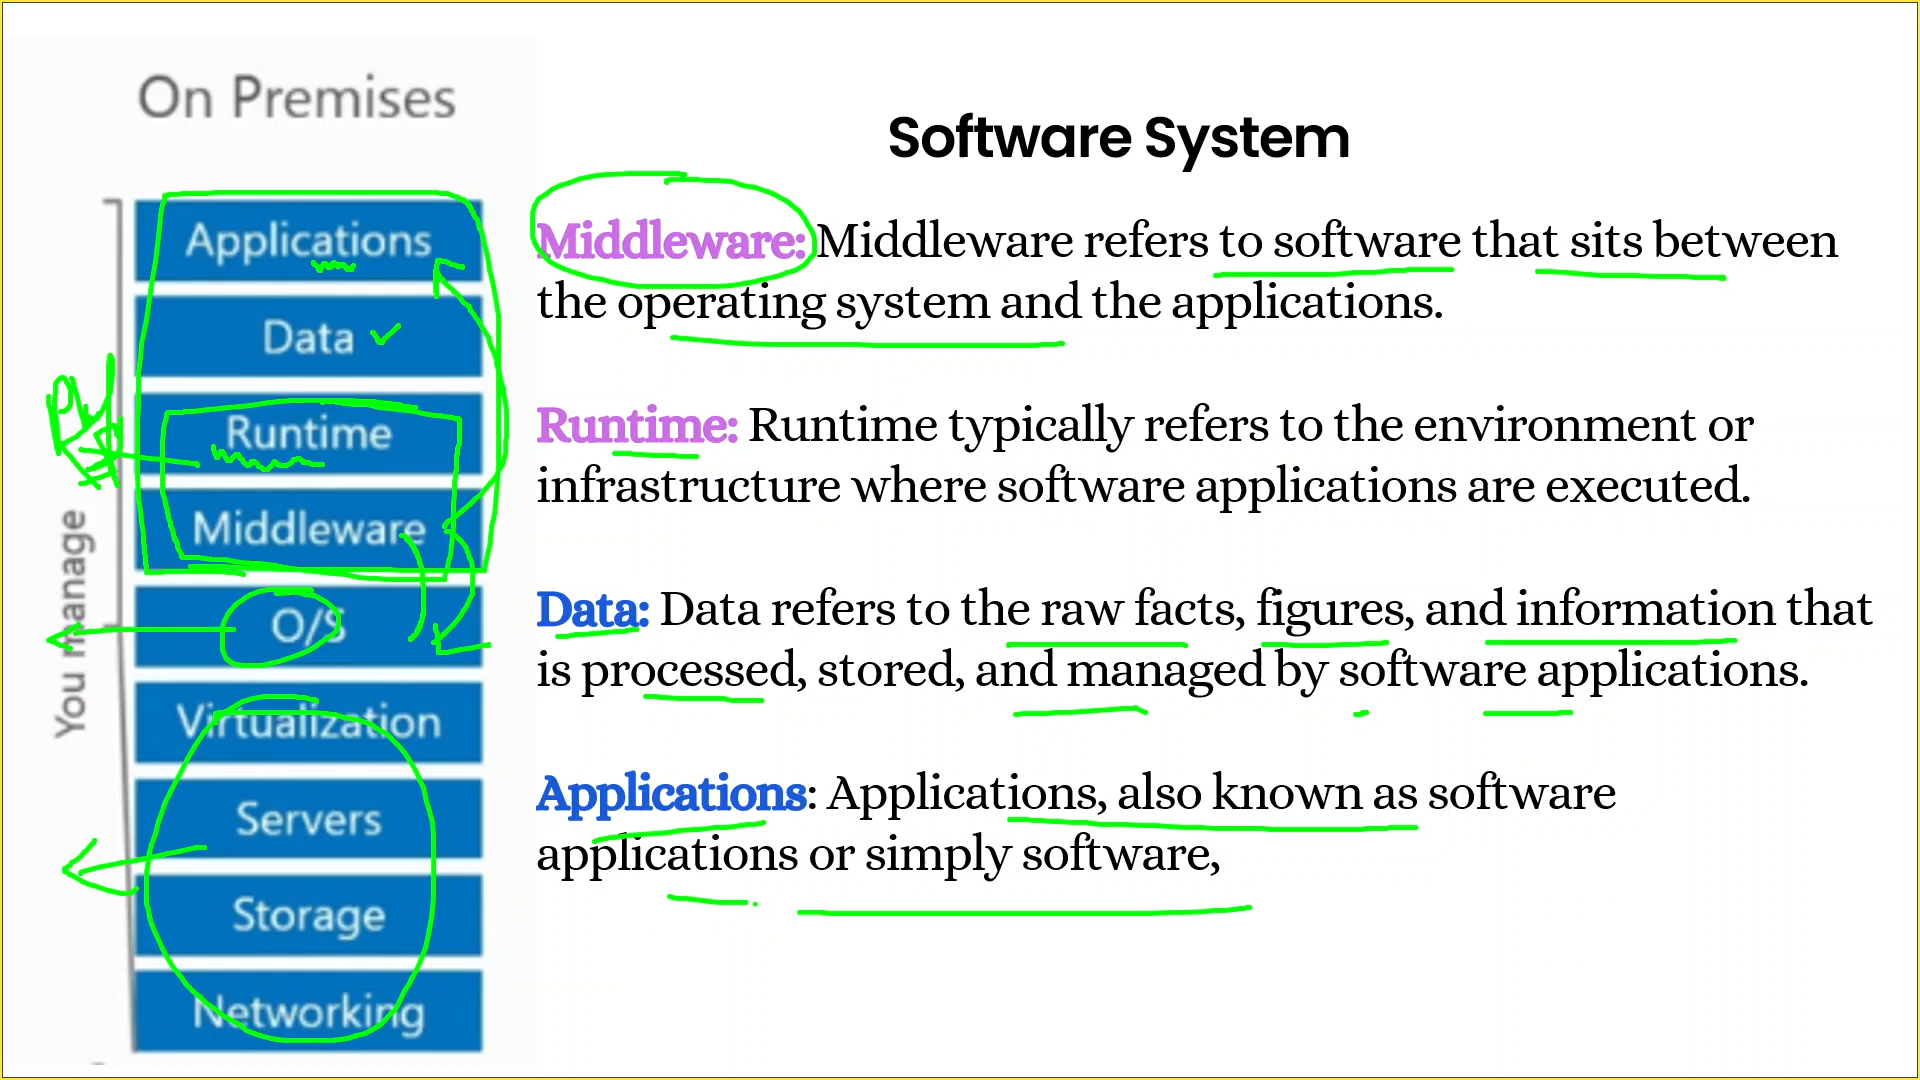 On Premises
You manage
Applications
Data
Runtime
Middleware
O/S
Virtualization
Servers
Storage
Networking
Software System
Middleware: Middleware refers to software that sits between
the operating system and the applications.
Runtime: Runtime typically refers to the environment or
infrastructure where software applications are executed.
Data: Data refers to the raw facts, figures, and information that
is processed, stored, and managed by software applications.
Applications: Applications, also known as software
applications or simply software,